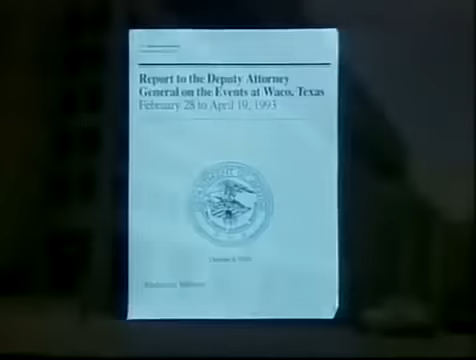 Report to the Deputy Attorney
General on the Events at Waco, Texas
February 28 to April 19, 1993